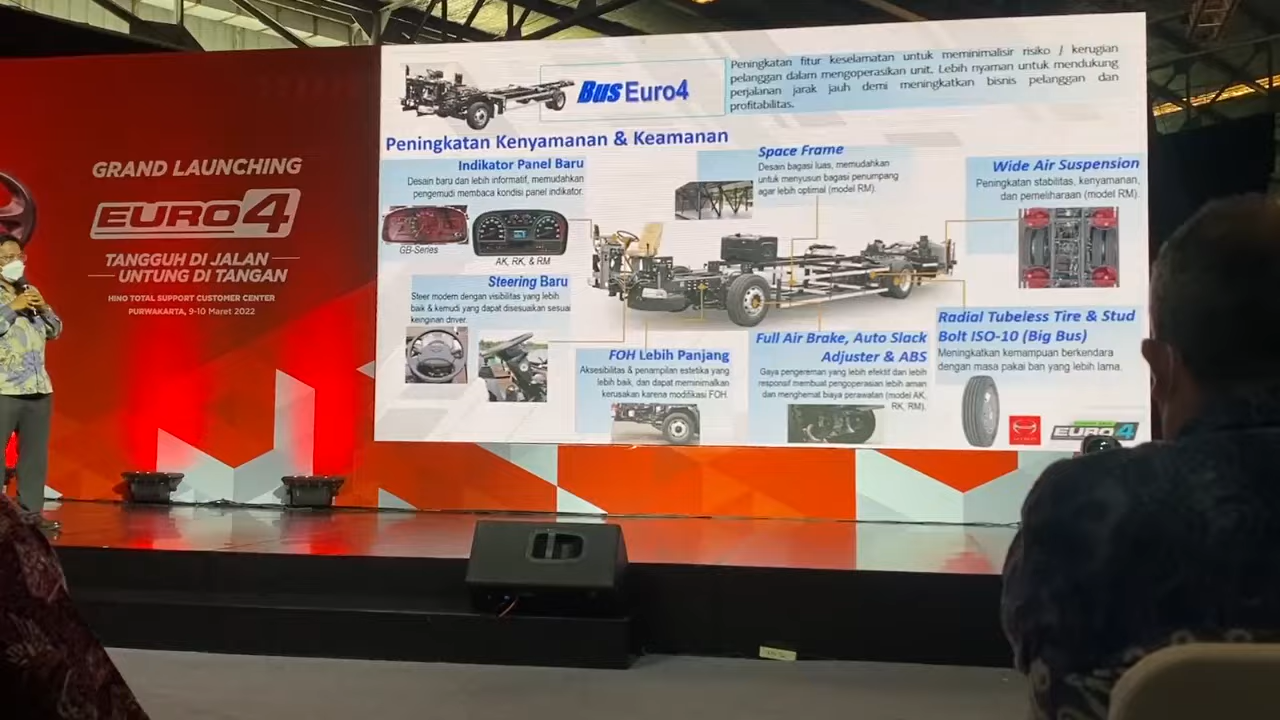 GRAND LAUNCHING
EURO4
TANGGUH DI JALAN
UNTUNG DI TANGAN
HINO TOTAL SUPPORT CUSTOMER CENTER
PURWAKARTA, 9-10 Maret 2022
Bus Euro4
Peningkatan fitur keselamatan untuk meminimalisir risiko / kerugian
pelanggan dalam mengoperasikan unit. Lebih nyaman untuk mendukung
perjalanan jarak jauh demi meningkatkan bisnis pelanggan dan
profitabilitas.
Peningkatan Kenyamanan & Keamanan
Indikator Panel Baru
Desain baru dan lebih informatif, memudahkan
pengemudi membaca kondisi panel indikator.
GB-Series
AK, RK, & RM
Space Frame
Desain bagasi luas, memudahkan
untuk menyusun bagasi penumpang
agar lebih optimal (model RM).
Wide Air Suspension
Peningkatan stabilitas, kenyamanan,
dan pemeliharaan (model RM).
Steering Baru
Steer modern dengan visibilitas yang lebih
baik & kemudi yang dapat disesuaikan sesuai
keinginan driver.
FOH Lebih Panjang
Aksesibilitas & penampilan estetika yang
lebih baik, dan dapat meminimalkan
kerusakan karena modifikasi FOH.
Full Air Brake, Auto Slack
Adjuster & ABS
Gaya pengereman yang lebih efektif dan lebih
responsif membuat pengoperasian lebih aman
dan menghemat biaya perawatan (model AK,
RK, RM).
Radial Tubeless Tire & Stud
Bolt ISO-10 (Big Bus)
Meningkatkan kemampuan berkendara
dengan masa pakai ban yang lebih lama.
EURO4